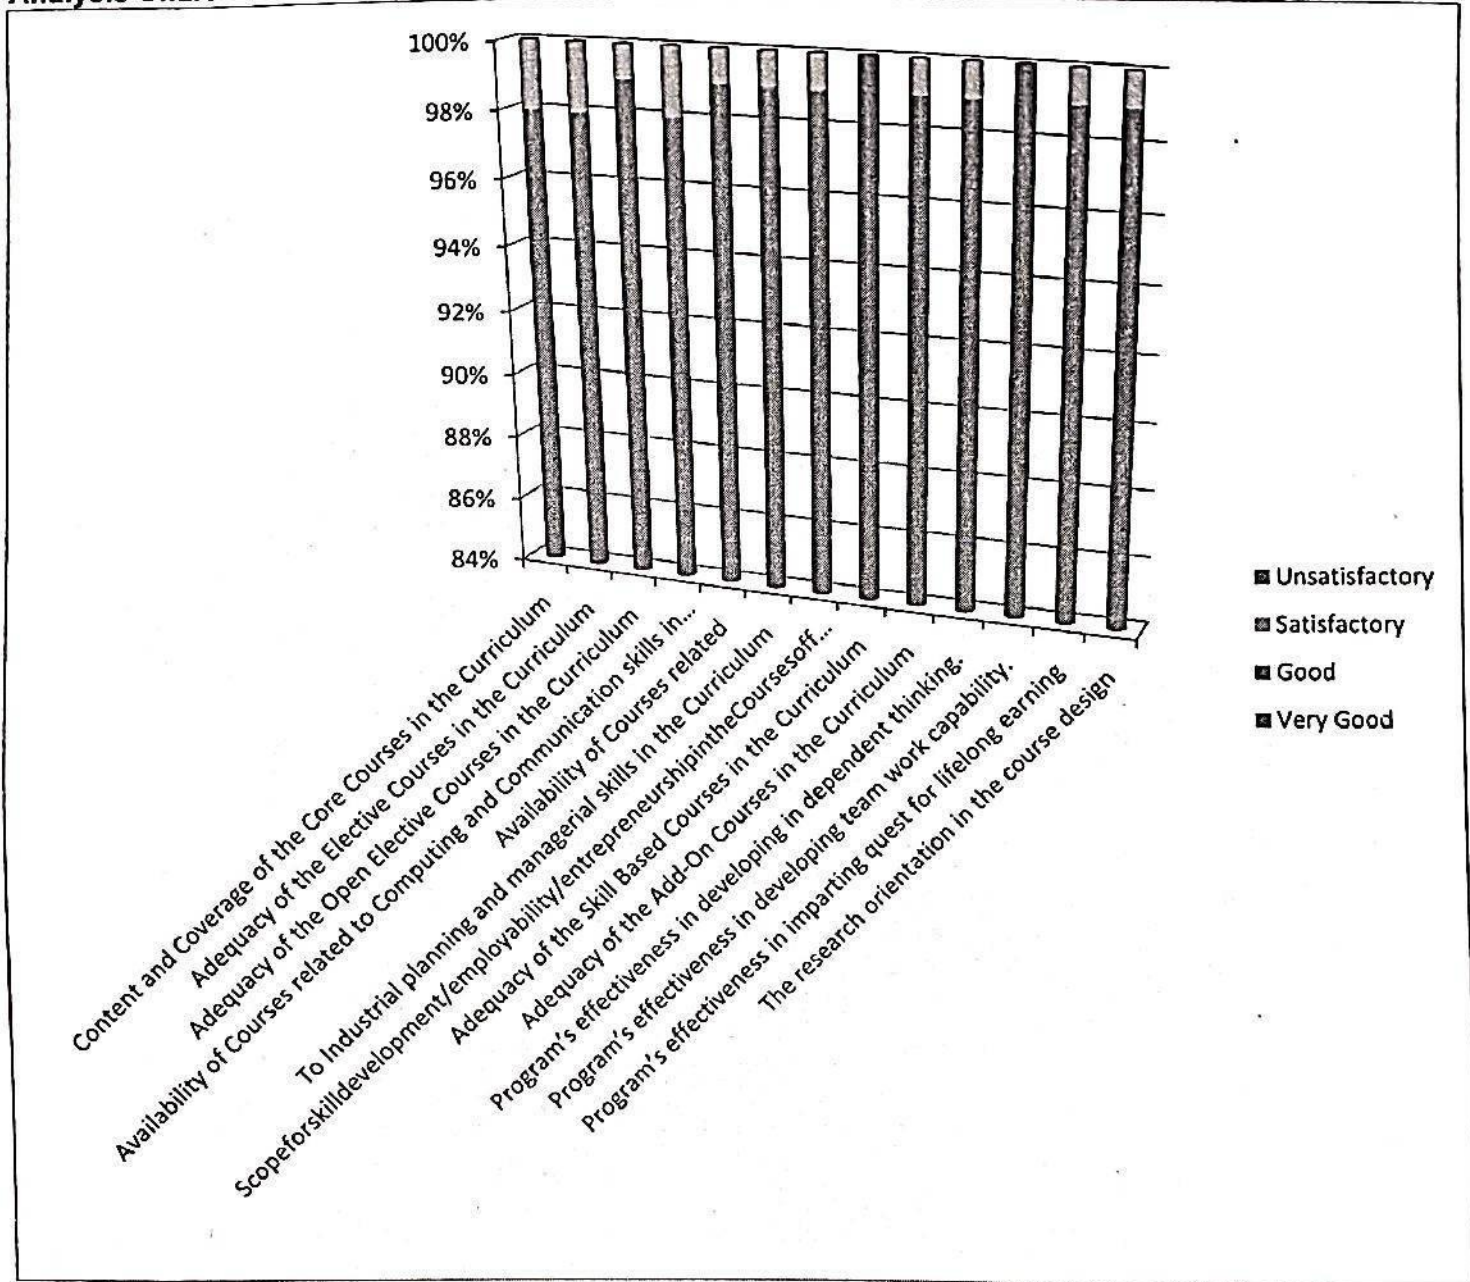 100%
98%
96%
94%
92%
90%
88%
86%
84%
Content and Coverage of the Core Courses in the Curriculum
Adequacy of the Elective Courses in the Curriculum
Adequacy of the Open Elective Courses in the Curriculum
Availability of Courses related to Computing and Communication skills in...
Availability of Courses related
To Industrial planning and managerial skills in the Curriculum
Scopeforskilldevelopment/employability/entrepreneurshipintheCoursesoff...
Adequacy of the Skill Based Courses in the Curriculum
Adequacy of the Add-On Courses in the Curriculum
Program's effectiveness in developing in dependent thinking.
Program's effectiveness in developing team work capability.
Program's effectiveness in imparting quest for lifelong earning
The research orientation in the course design
Unsatisfactory
Satisfactory
Good
Very Good